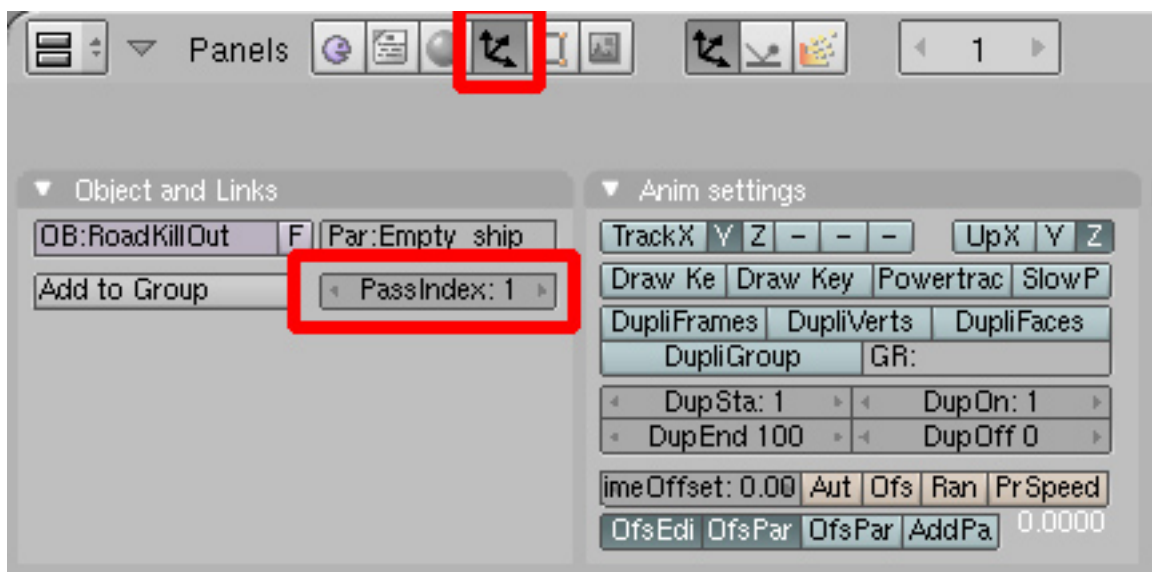 Panels 1
Object and Links
OB:RoadKillOut F Par:Empty_ship
Add to Group PassIndex: 1
Anim settings
TrackX Y Z - - - UpX Y Z
Draw Ke Draw Key Powertrac SlowP
DupliFrames DupliVerts DupliFaces
DupliGroup GR:
DupSta: 1 DupOn: 1
DupEnd 100 DupOff 0
imeOffset: 0.00 Aut Ofs Ran PrSpeed
OfsEdi OfsPar OfsPar AddPa 0.0000